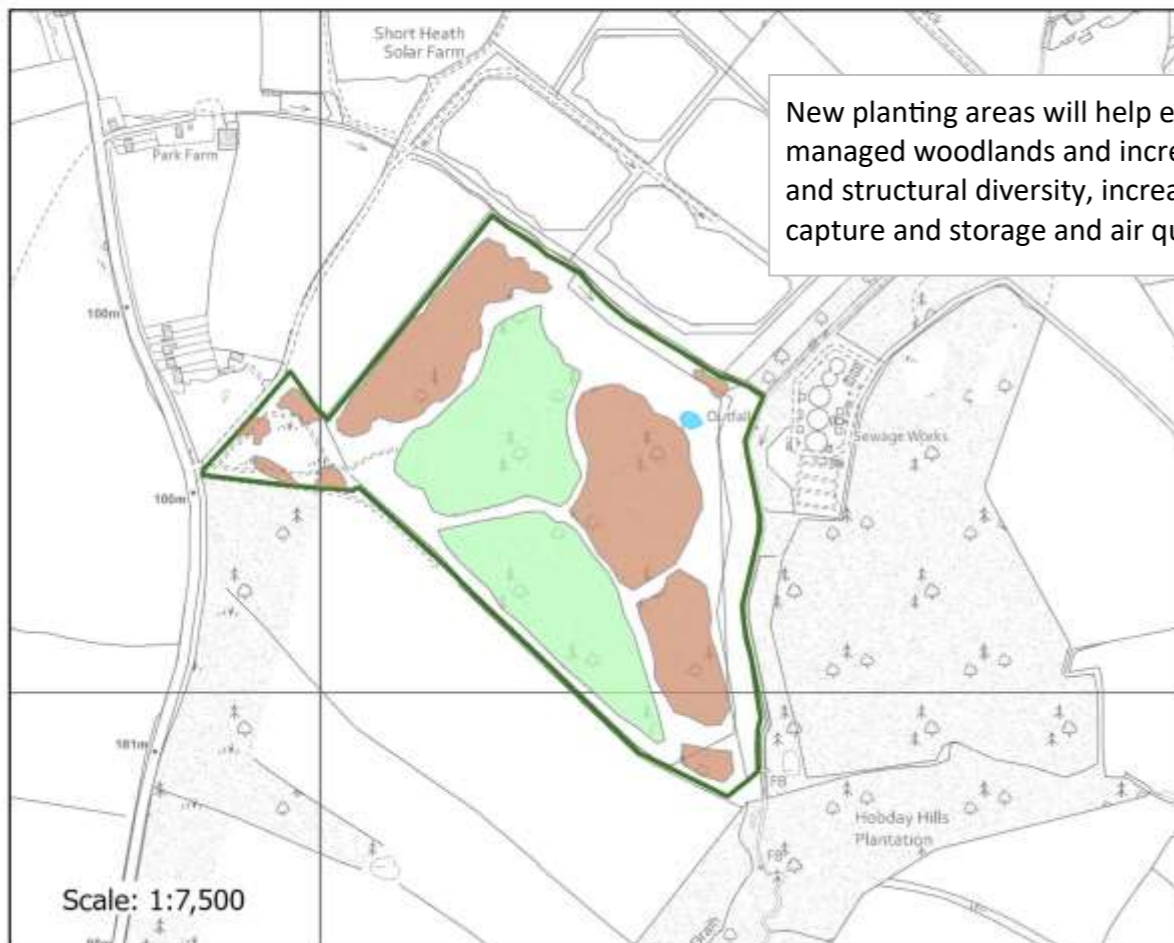 Short Heath
Solar Farm
New planting areas will help e
managed woodlands and incre
and structural diversity, increa
capture and storage and air qu
Park Farm
100m
Outfall
Sewage Works
100m
181m
FB
Hobday Hills
Plantation
FB
Scale: 1:7,500
Drain